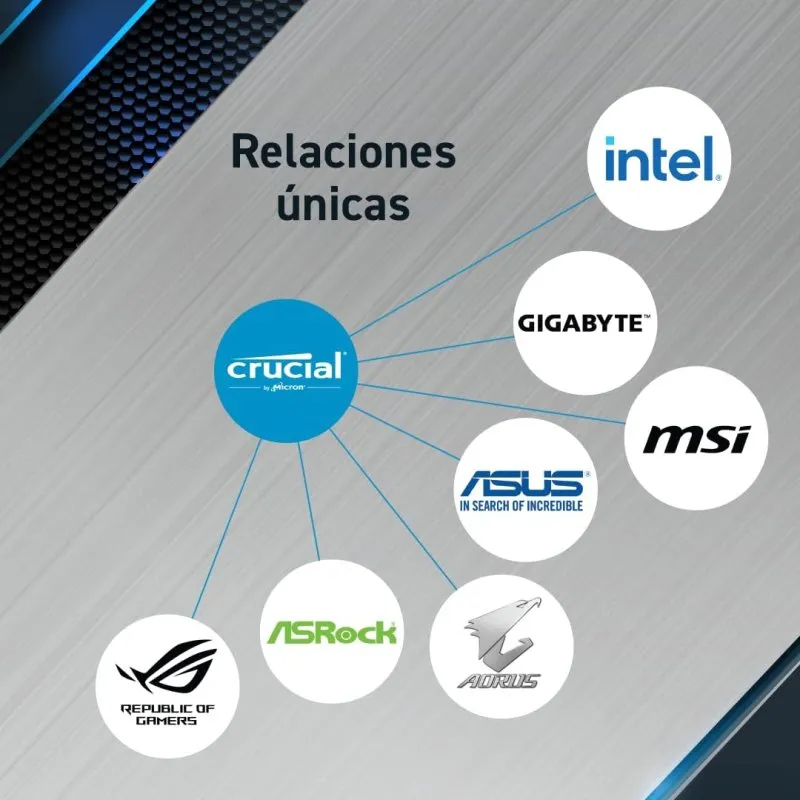 Relaciones
únicas
intel®
GIGABYTE™
crucial®
by Micron®
msi
ASUS®
IN SEARCH OF INCREDIBLE
ASRock
AORUS
REPUBLIC OF
GAMERS